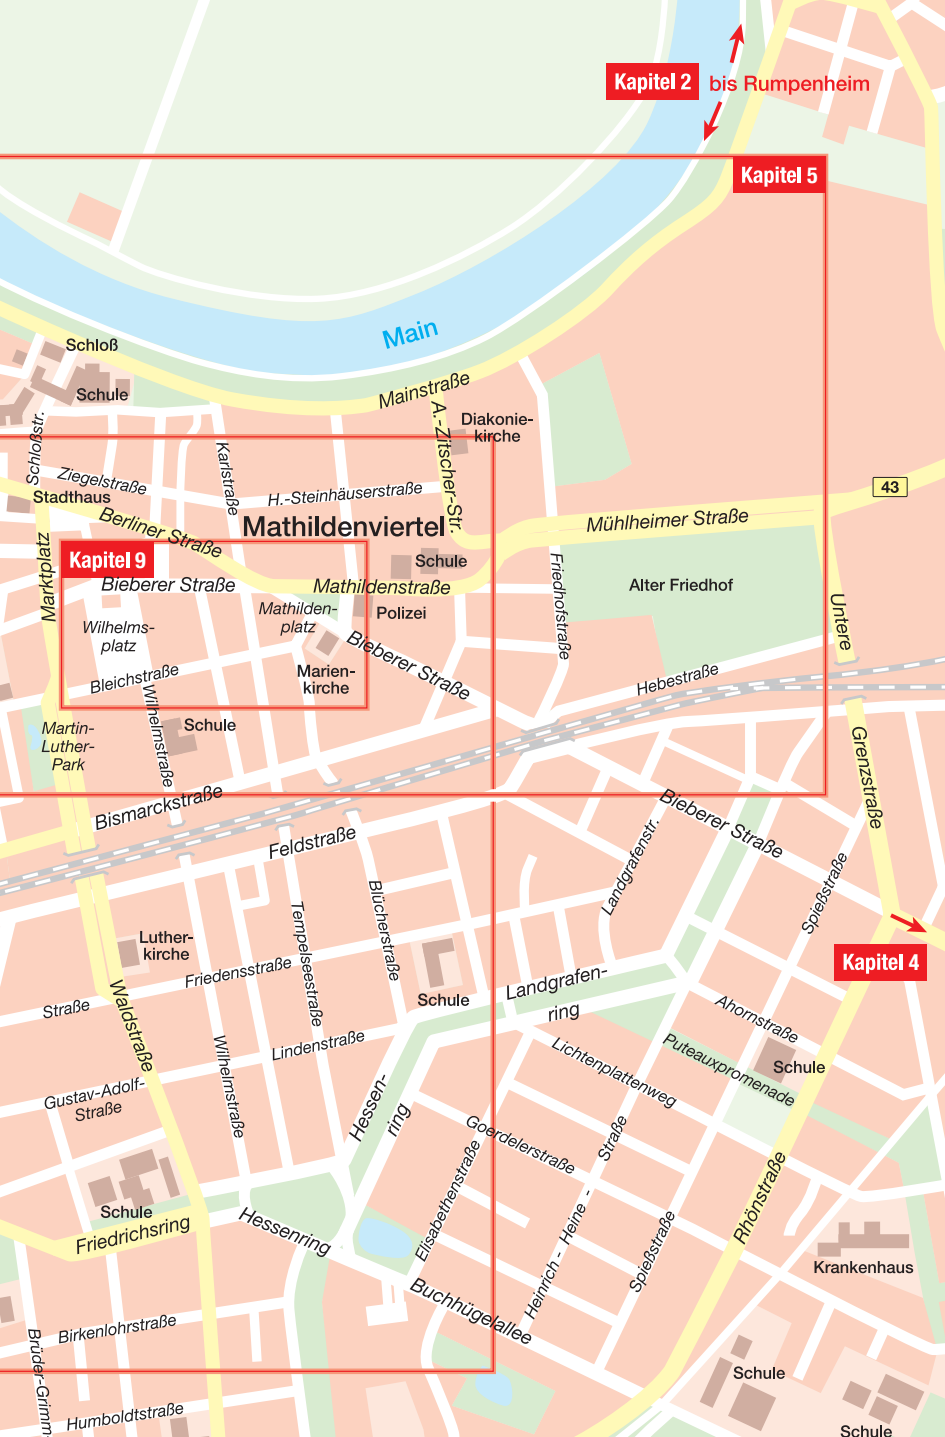 Kapitel 2
bis Rumpenheim
Kapitel 5
Main
Schloß
Schule
Mainstraße
Diakonie-
kirche
A.-Zitscher-Str.
Schloßstr.
Karlstraße
Ziegelstraße
H.-Steinhäuserstraße
43
Stadthaus
Berliner Straße
Mathildenviertel
Mühlheimer Straße
Marktplatz
Kapitel 9
Schule
Bieberer Straße
Mathildenstraße
Friedhofstraße
Alter Friedhof
Untere
Wilhelms-
platz
Mathilden-
platz
Polizei
Bieberer Straße
Bleichstraße
Marien-
kirche
Hebestraße
Wilhelmstraße
Schule
Martin-
Luther-
Park
Grenzstraße
Bismarckstraße
Feldstraße
Bieberer Straße
Landgrafenstr.
Spießstraße
Blücherstraße
Tempelseestraße
Luther-
kirche
Kapitel 4
Friedensstraße
Schule
Landgrafen-
ring
Straße
Waldstraße
Ahornstraße
Lindenstraße
Wilhelmstraße
Lichtenplattenweg
Puteauxpromenade
Schule
Gustav-Adolf-
Straße
Hessen-
ring
Goerdelerstraße
Elisabethenstraße
Heinrich - Heine - Straße
Spießstraße
Rhönstraße
Schule
Friedrichsring
Hessenring
Krankenhaus
Buchhügelallee
Birkenlohrstraße
Brüder-Grimm-
Schule
Humboldtstraße
Schule